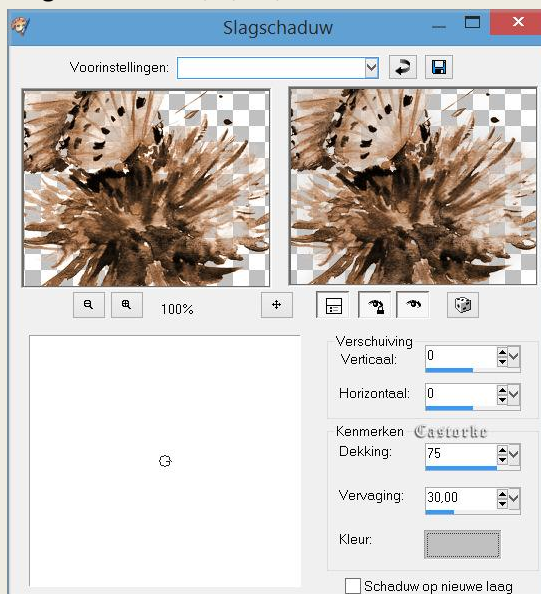 Slagschaduw
Voorinstellingen:
100%
Verschuiving
Verticaal: 0
Horizontaal: 0
Kenmerken Castorke
Dekking: 75
Vervaging: 30,00
Kleur:
Schaduw op nieuwe laag